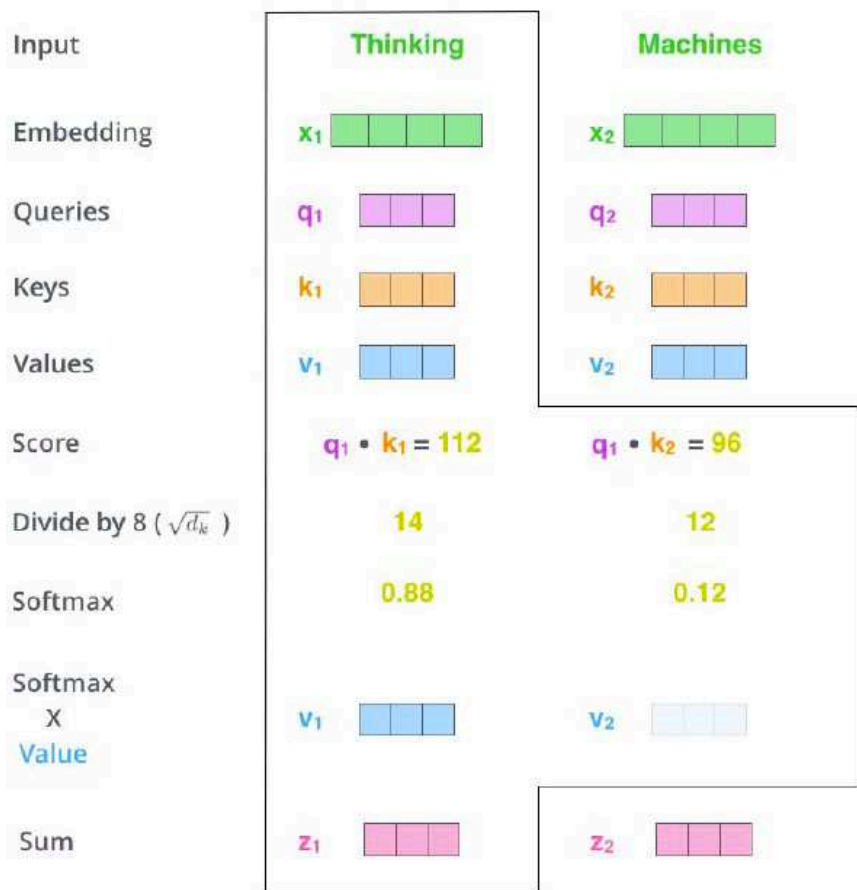 Input Thinking Machines
Embedding x₁ x₂
Queries q₁ q₂
Keys k₁ k₂
Values v₁ v₂
Score q₁ • k₁ = 112 q₁ • k₂ = 96
Divide by 8 ( √dₖ ) 14 12
Softmax 0.88 0.12
Softmax
X
Value v₁ v₂
Sum z₁ z₂